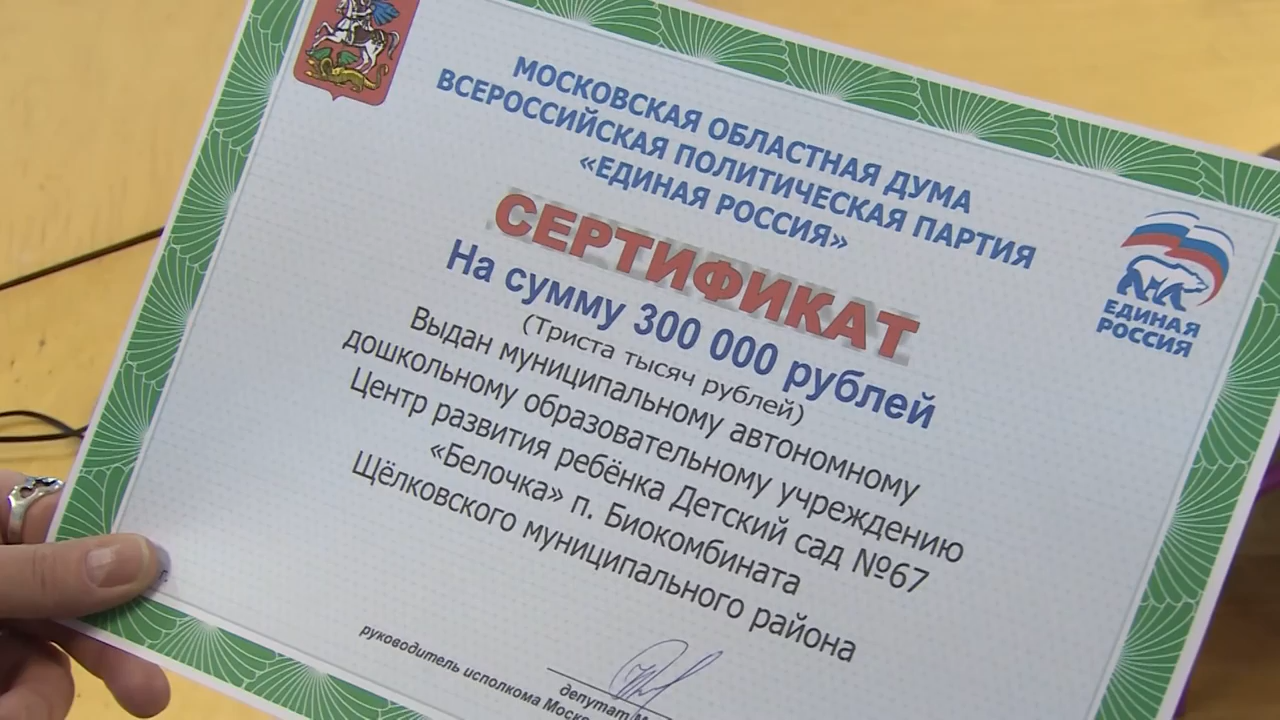 МОСКОВСКАЯ ОБЛАСТНАЯ ДУМА
ВСЕРОССИЙСКАЯ ПОЛИТИЧЕСКАЯ ПАРТИЯ
«ЕДИНАЯ РОССИЯ»
ЕДИНАЯ
РОССИЯ
СЕРТИФИКАТ
На сумму 300 000 рублей
(Триста тысяч рублей)
Выдан муниципальному автономному
дошкольному образовательному учреждению
Центр развития ребёнка Детский сад №67
«Белочка» п. Биокомбината
Щёлковского муниципального района
депутат
руководитель исполкома